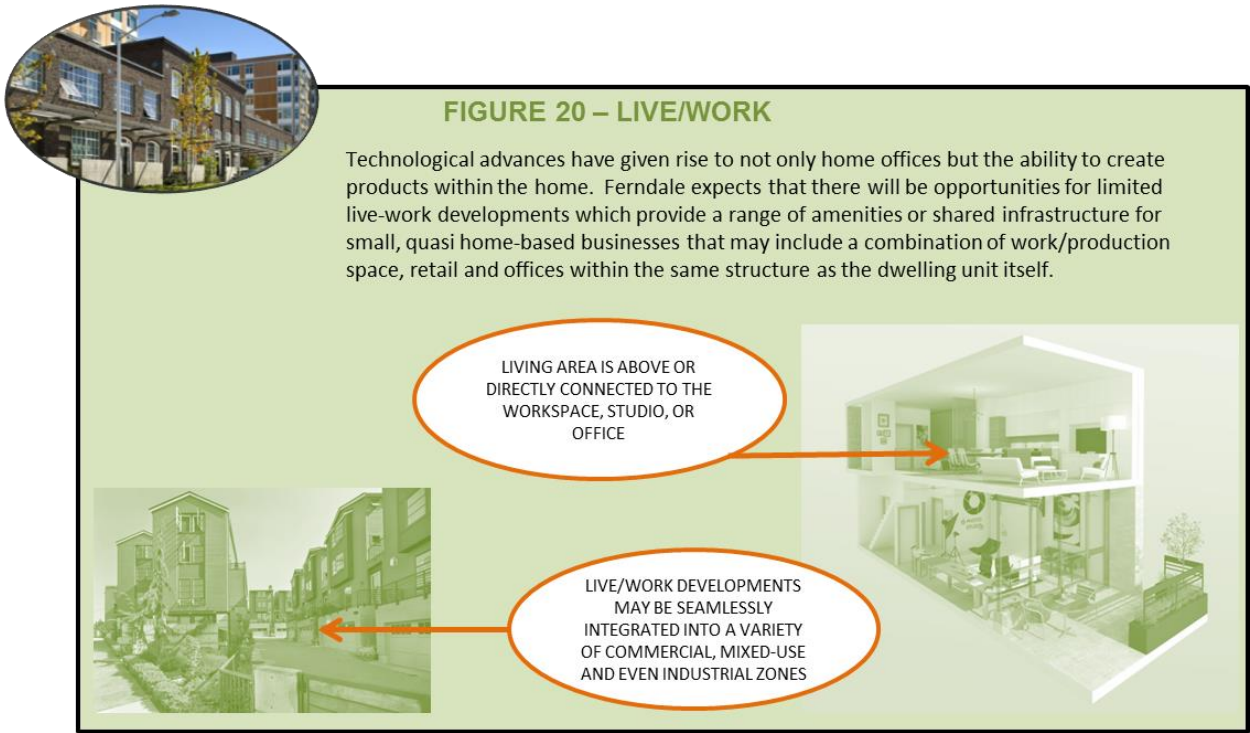 FIGURE 20 – LIVE/WORK
Technological advances have given rise to not only home offices but the ability to create
products within the home.  Ferndale expects that there will be opportunities for limited
live-work developments which provide a range of amenities or shared infrastructure for
small, quasi home-based businesses that may include a combination of work/production
space, retail and offices within the same structure as the dwelling unit itself.
LIVING AREA IS ABOVE OR
DIRECTLY CONNECTED TO THE
WORKSPACE, STUDIO, OR
OFFICE
LIVE/WORK DEVELOPMENTS
MAY BE SEAMLESSLY
INTEGRATED INTO A VARIETY
OF COMMERCIAL, MIXED-USE
AND EVEN INDUSTRIAL ZONES